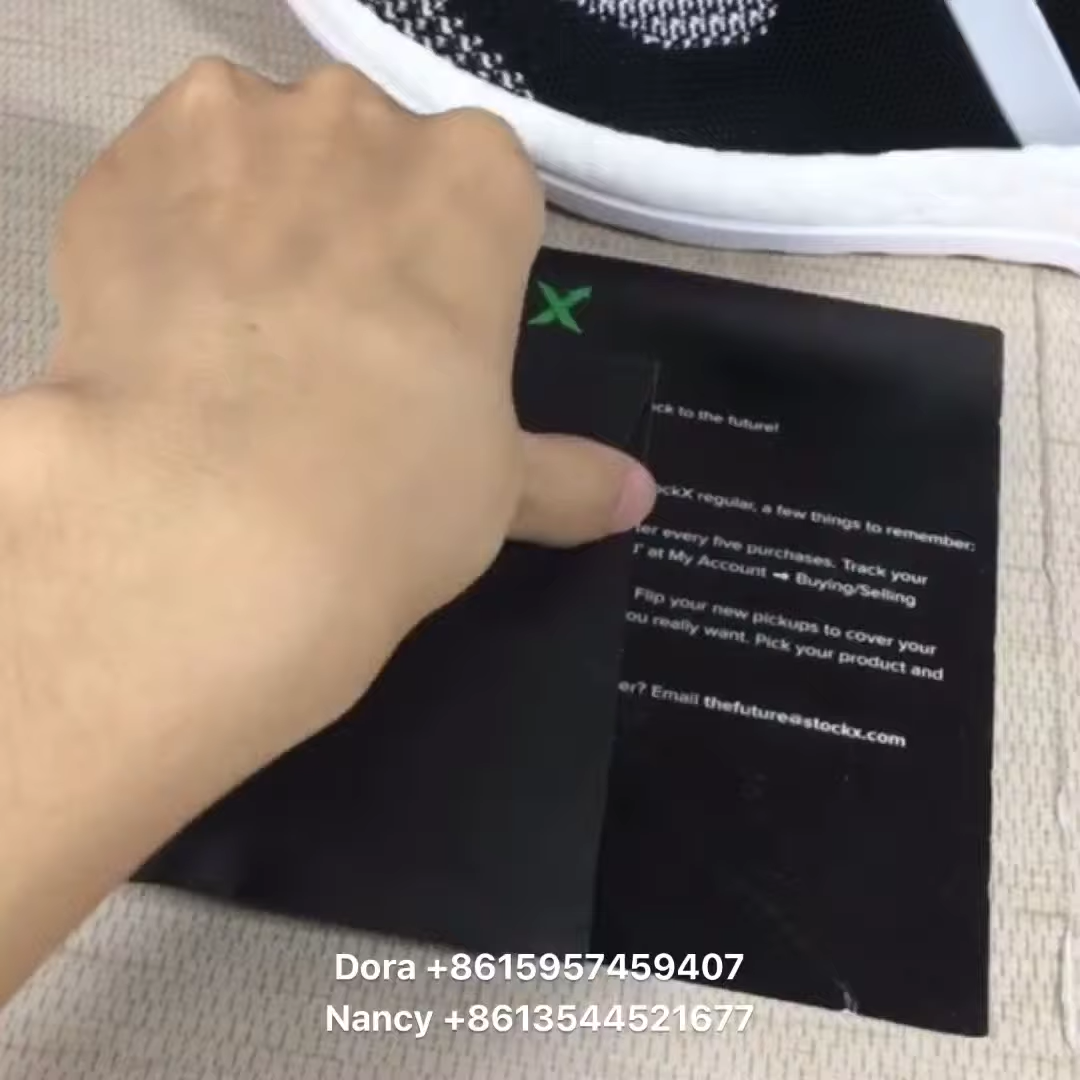 X
ck to the future!
ockX regular, a few things to remember:
er every five purchases. Track your
at My Account → Buying/Selling
Flip your new pickups to cover your
ou really want. Pick your product and
er? Email thefuture@stockx.com
Dora +8615957459407
Nancy +8613544521677